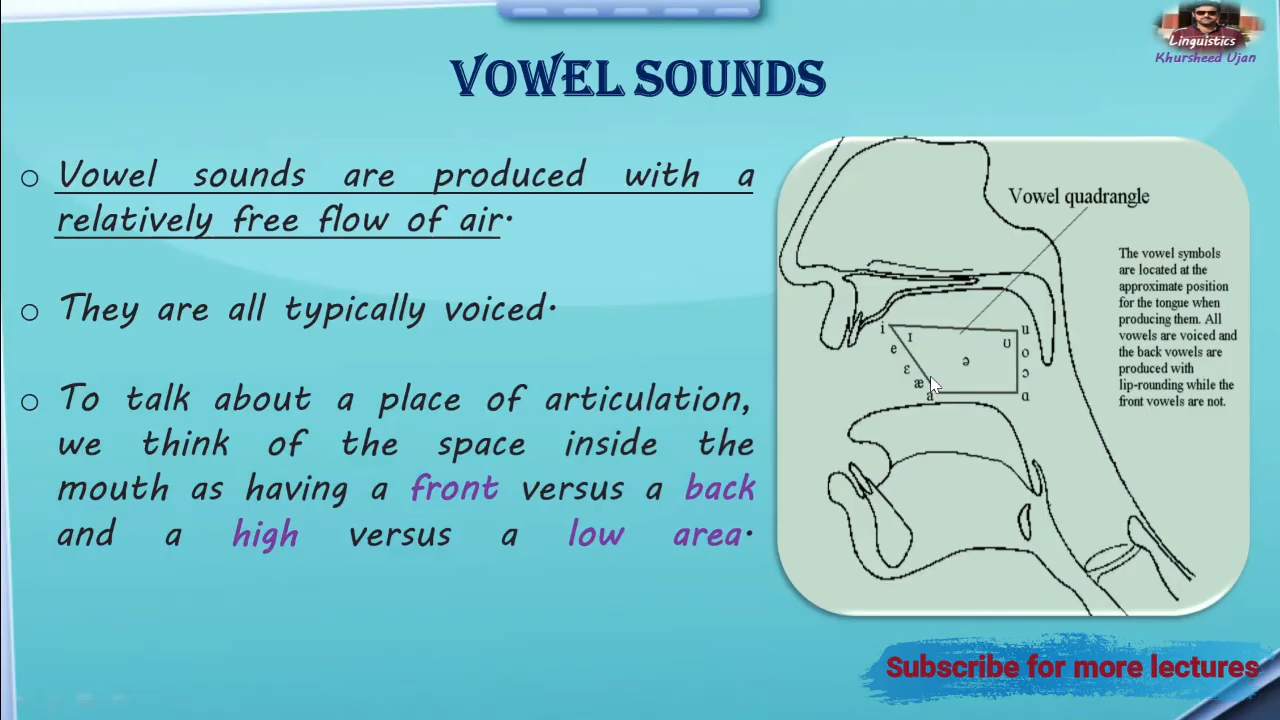 Linguistics
Khursheed Ujan
VOWEL SOUNDS
Vowel sounds are produced with a
relatively free flow of air.
They are all typically voiced.
To talk about a place of articulation,
we think of the space inside the
mouth as having a front versus a back
and a high versus a low area.
Vowel quadrangle
The vowel symbols
are located at the
approximate position
for the tongue when
producing them. All
vowels are voiced and
the back vowels are
produced with
lip-rounding while the
front vowels are not.
i u
ɪ ʊ
e o
ə
ɛ ɔ
æ
a ɑ
Subscribe for more lectures